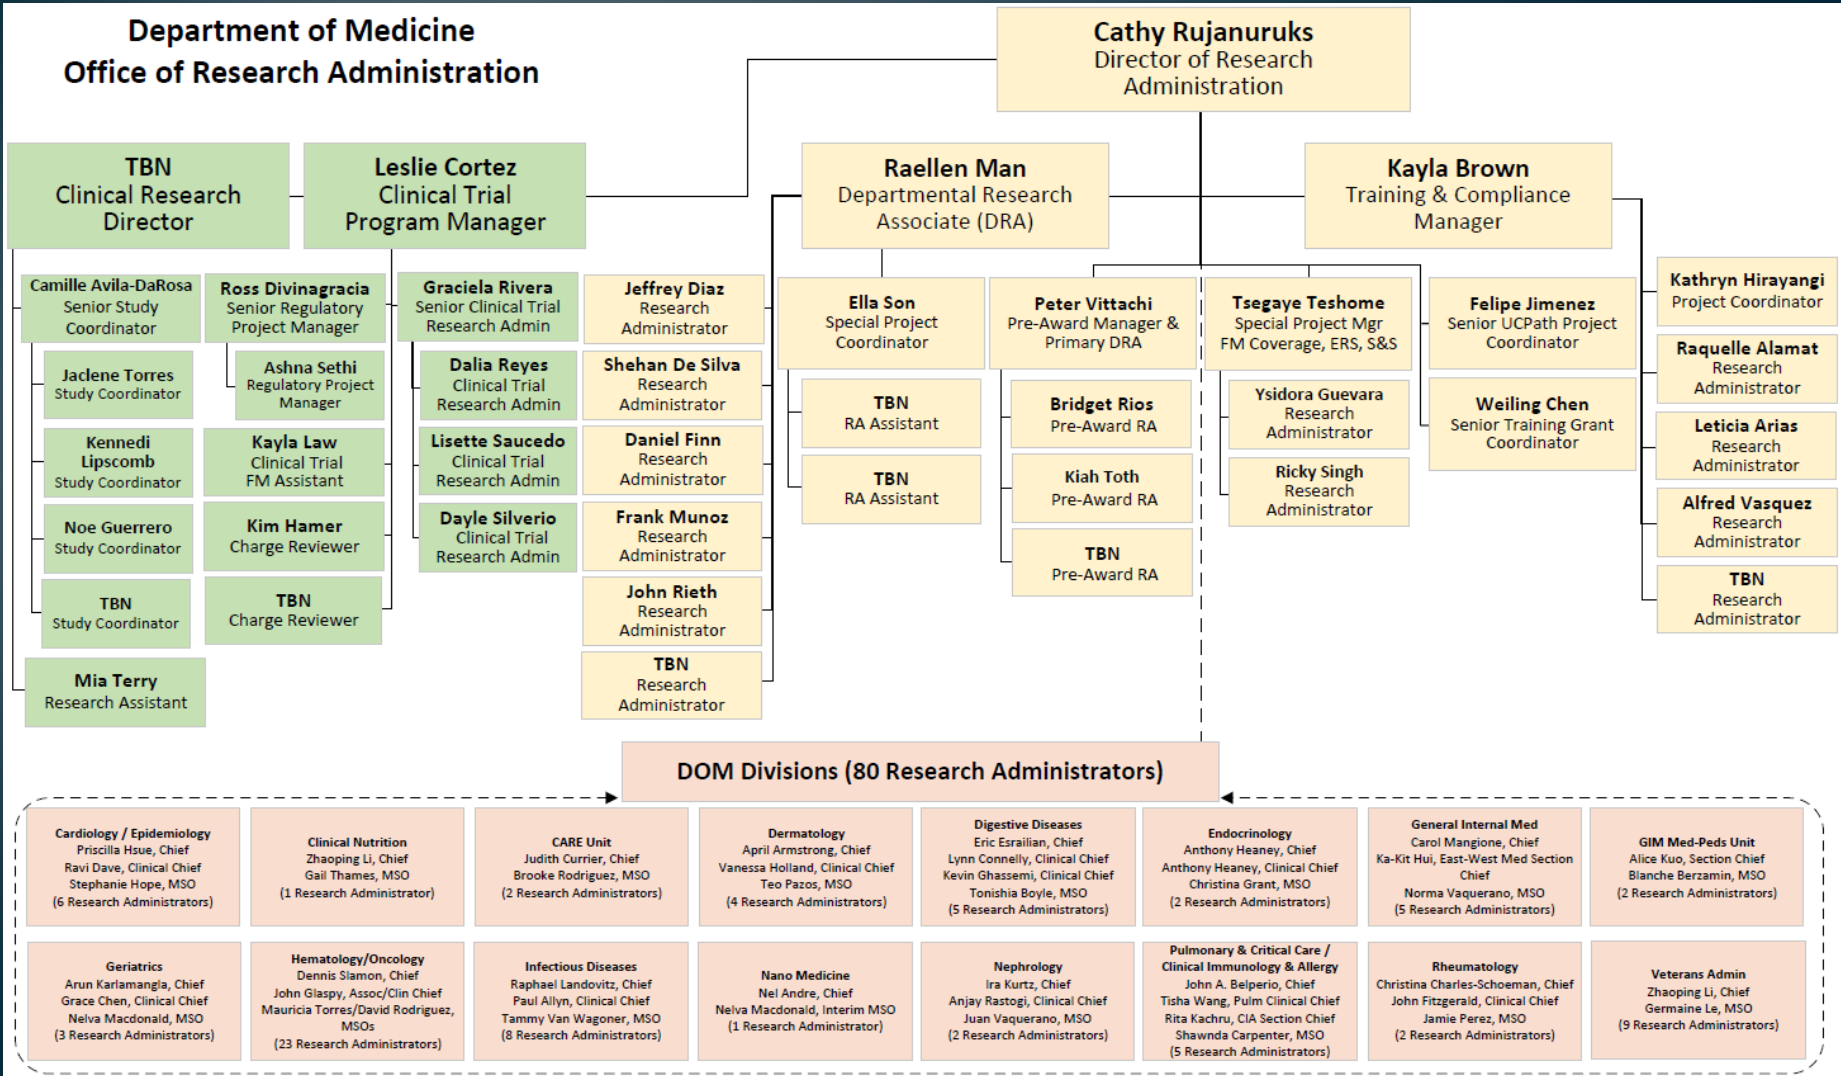 Department of Medicine
Office of Research Administration
Cathy Rujanuruks
Director of Research
Administration
TBN
Clinical Research
Director
Leslie Cortez
Clinical Trial
Program Manager
Raellen Man
Departmental Research
Associate (DRA)
Kayla Brown
Training & Compliance
Manager
Camille Avila-DaRosa
Senior Study
Coordinator
Jaclene Torres
Study Coordinator
Kennedi
Lipscomb
Study Coordinator
Noe Guerrero
Study Coordinator
TBN
Study Coordinator
Mia Terry
Research Assistant
Ross Divinagracia
Senior Regulatory
Project Manager
Ashna Sethi
Regulatory Project
Manager
Kayla Law
Clinical Trial
FM Assistant
Kim Hamer
Charge Reviewer
TBN
Charge Reviewer
Graciela Rivera
Senior Clinical Trial
Research Admin
Dalia Reyes
Clinical Trial
Research Admin
Lisette Saucedo
Clinical Trial
Research Admin
Dayle Silverio
Clinical Trial
Research Admin
Jeffrey Diaz
Research
Administrator
Shehan De Silva
Research
Administrator
Daniel Finn
Research
Administrator
Frank Munoz
Research
Administrator
John Rieth
Research
Administrator
TBN
Research
Administrator
Ella Son
Special Project
Coordinator
TBN
RA Assistant
TBN
RA Assistant
Peter Vittachi
Pre-Award Manager &
Primary DRA
Bridget Rios
Pre-Award RA
Kiah Toth
Pre-Award RA
TBN
Pre-Award RA
Tsegaye Teshome
Special Project Mgr
FM Coverage, ERS, S&S
Ysidora Guevara
Research
Administrator
Ricky Singh
Research
Administrator
Felipe Jimenez
Senior UCPath Project
Coordinator
Weiling Chen
Senior Training Grant
Coordinator
Kathryn Hirayangi
Project Coordinator
Raquelle Alamat
Research
Administrator
Leticia Arias
Research
Administrator
Alfred Vasquez
Research
Administrator
TBN
Research
Administrator
DOM Divisions (80 Research Administrators)
Cardiology / Epidemiology
Priscilla Hsue, Chief
Ravi Dave, Clinical Chief
Stephanie Hope, MSO
(6 Research Administrators)
Clinical Nutrition
Zhaoping Li, Chief
Gail Thames, MSO
(1 Research Administrator)
CARE Unit
Judith Currier, Chief
Brooke Rodriguez, MSO
(2 Research Administrators)
Dermatology
April Armstrong, Chief
Vanessa Holland, Clinical Chief
Teo Pazos, MSO
(4 Research Administrators)
Digestive Diseases
Eric Esrailian, Chief
Lynn Connelly, Clinical Chief
Kevin Ghassemi, Clinical Chief
Tonishia Boyle, MSO
(5 Research Administrators)
Endocrinology
Anthony Heaney, Chief
Anthony Heaney, Clinical Chief
Christina Grant, MSO
(2 Research Administrators)
General Internal Med
Carol Mangione, Chief
Ka-Kit Hui, East-West Med Section
Chief
Norma Vaquerano, MSO
(5 Research Administrators)
GIM Med-Peds Unit
Alice Kuo, Section Chief
Blanche Berzamin, MSO
(2 Research Administrators)
Geriatrics
Arun Karlamangla, Chief
Grace Chen, Clinical Chief
Nelva Macdonald, MSO
(3 Research Administrators)
Hematology/Oncology
Dennis Slamon, Chief
John Glaspy, Assoc/Clin Chief
Mauricia Torres/David Rodriguez,
MSOs
(23 Research Administrators)
Infectious Diseases
Raphael Landovitz, Chief
Paul Allyn, Clinical Chief
Tammy Van Wagoner, MSO
(8 Research Administrators)
Nano Medicine
Nel Andre, Chief
Nelva Macdonald, Interim MSO
(1 Research Administrator)
Nephrology
Ira Kurtz, Chief
Anjay Rastogi, Clinical Chief
Juan Vaquerano, MSO
(2 Research Administrators)
Pulmonary & Critical Care /
Clinical Immunology & Allergy
John A. Belperio, Chief
Tisha Wang, Pulm Clinical Chief
Rita Kachru, CIA Section Chief
Shawnda Carpenter, MSO
(5 Research Administrators)
Rheumatology
Christina Charles-Schoeman, Chief
John Fitzgerald, Clinical Chief
Jamie Perez, MSO
(2 Research Administrators)
Veterans Admin
Zhaoping Li, Chief
Germaine Le, MSO
(9 Research Administrators)